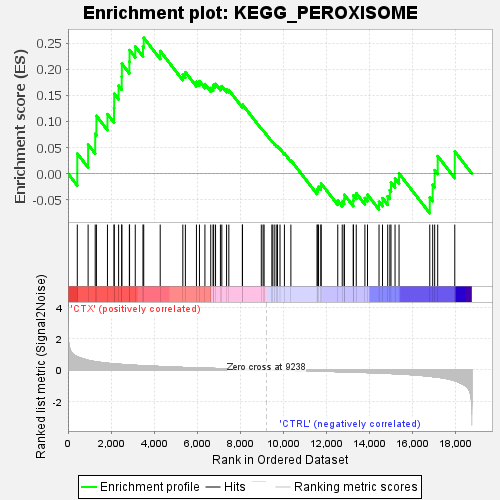 Enrichment plot: KEGG_PEROXISOME
Enrichment score (ES)
0.25
0.20
0.15
0.10
0.05
0.00
-0.05
'CTX' (positively correlated)
Ranked list metric (Signal2Noise)
4
2
0
-2
Zero cross at 9238
'CTRL' (negatively correlated)
0
2,000
4,000
6,000
8,000
10,000
12,000
14,000
16,000
18,000
Rank in Ordered Dataset
Enrichment profile
Hits
Ranking metric scores